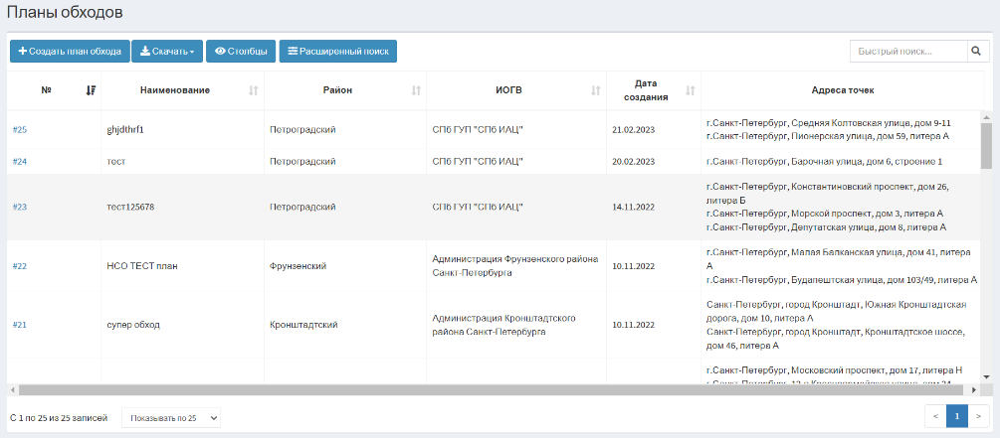 Планы обходов
Создать план обхода Скачать Столбцы Расширенный поиск Быстрый поиск...
№ Наименование Район ИОГВ Дата создания Адреса точек
#25 ghjdthrf1 Петроградский СПб ГУП "СПб ИАЦ" 21.02.2023 г.Санкт-Петербург, Средняя Колтовская улица, дом 9-11
г.Санкт-Петербург, Пионерская улица, дом 59, литера А
#24 тест Петроградский СПб ГУП "СПб ИАЦ" 20.02.2023 г.Санкт-Петербург, Барочная улица, дом 6, строение 1
#23 тест125678 Петроградский СПб ГУП "СПб ИАЦ" 14.11.2022 г.Санкт-Петербург, Константиновский проспект, дом 26,
литера Б
г.Санкт-Петербург, Морской проспект, дом 3, литера А
г.Санкт-Петербург, Депутатская улица, дом 8, литера А
#22 НСО ТЕСТ план Фрунзенский Администрация Фрунзенского района
Санкт-Петербурга 10.11.2022 г.Санкт-Петербург, Малая Балканская улица, дом 41, литера
А
г.Санкт-Петербург, Будапештская улица, дом 103/49, литера А
#21 супер обход Кронштадтский Администрация Кронштадтского
района Санкт-Петербурга 10.11.2022 Санкт-Петербург, город Кронштадт, Южная Кронштадтская
дорога, дом 10, литера А
Санкт-Петербург, город Кронштадт, Кронштадтское шоссе,
дом 46, литера А
г.Санкт-Петербург, Московский проспект, дом 17, литера Н
С 1 по 25 из 25 записей Показывать по 25 < 1 >